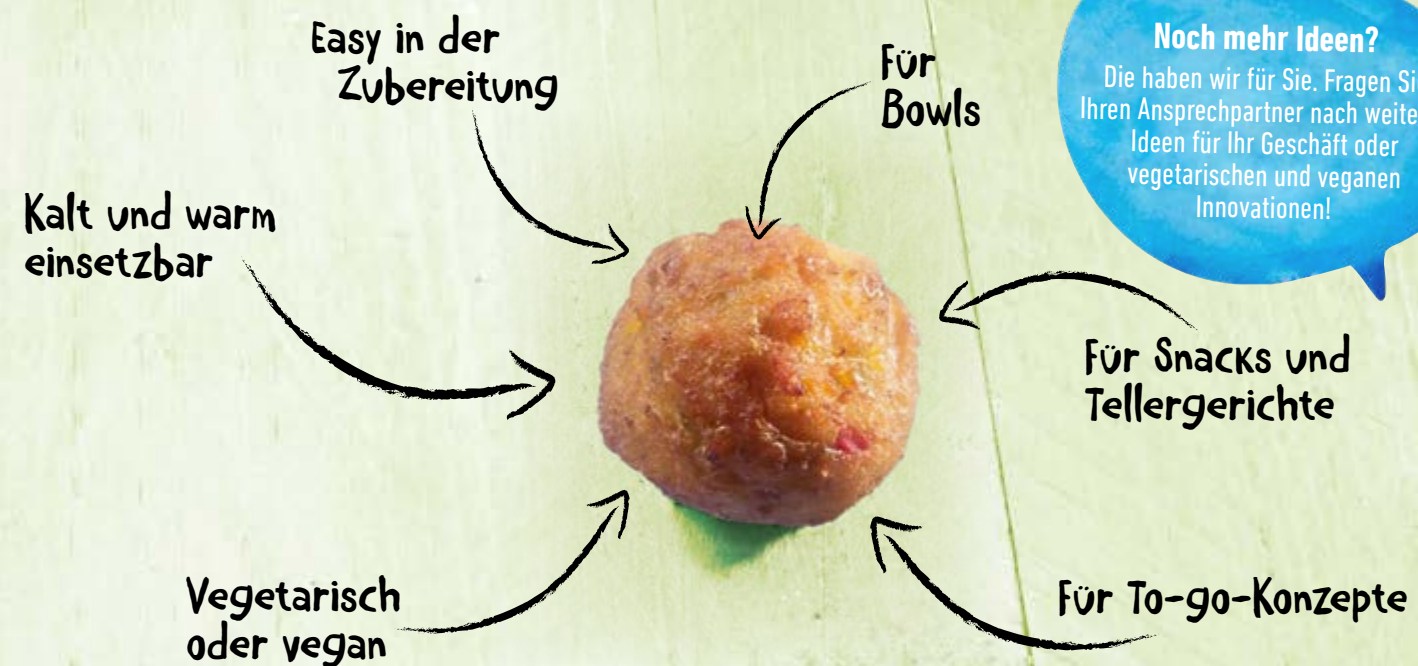 Easy in der
Zubereitung
Für
Bowls
Noch mehr Ideen?
Die haben wir für Sie. Fragen
Ihren Ansprechpartner nach
Ideen für Ihr Geschäft oder
vegetarischen und veganen
Innovationen!
Kalt und warm
einsetzbar
Für Snacks und
Tellergerichte
Vegetarisch
oder vegan
Für To-go-Konzepte